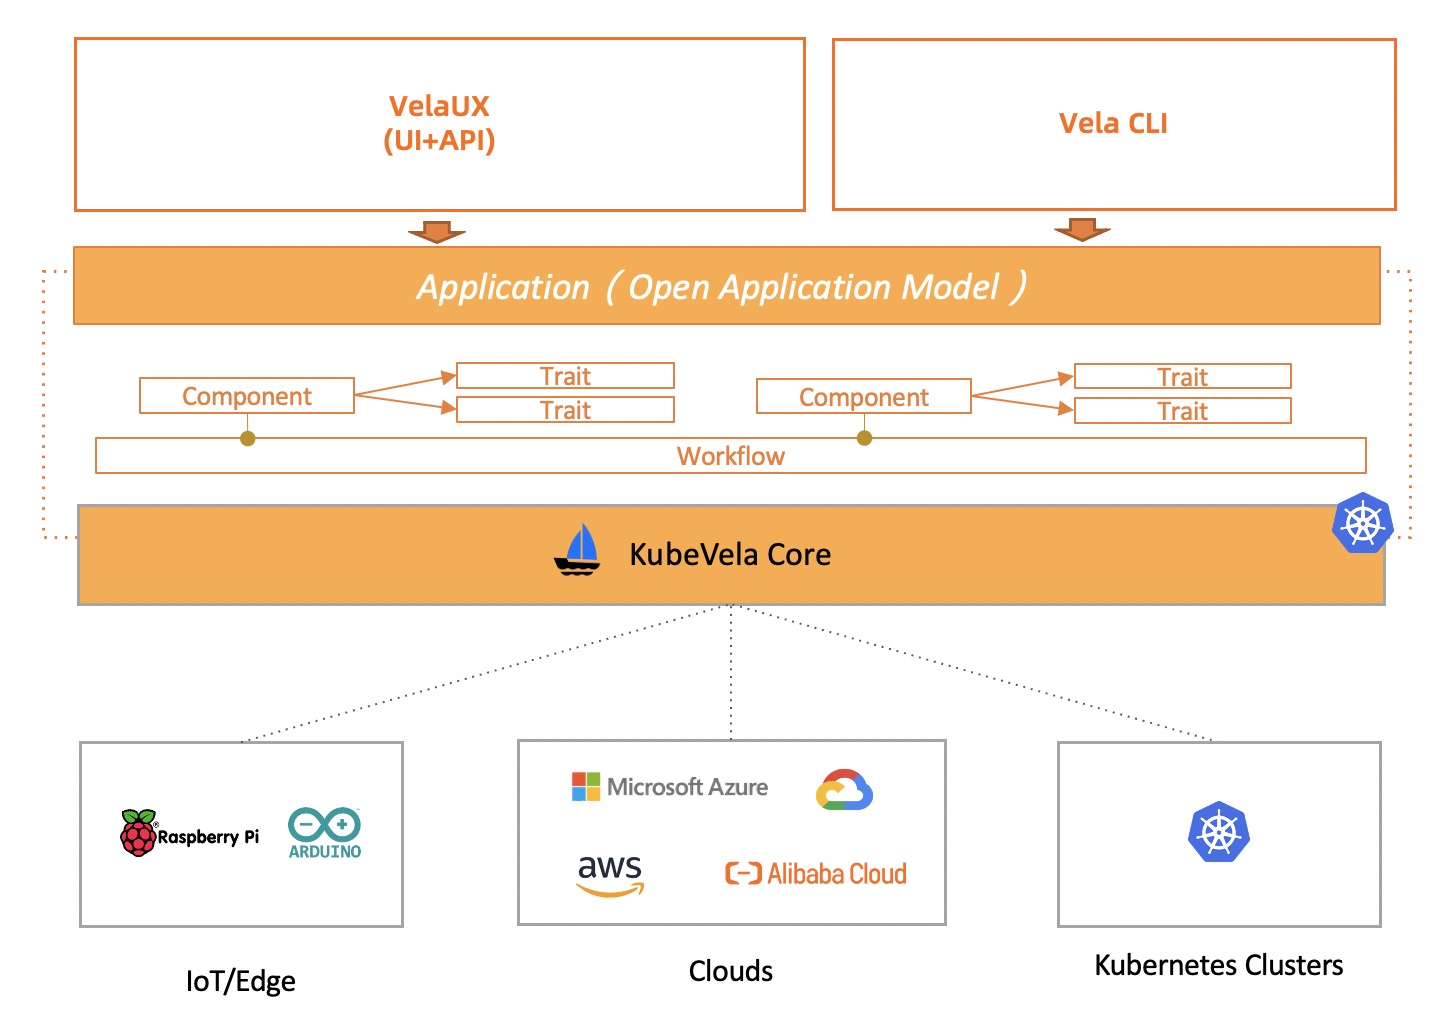 VelaUX
(UI+API)
Vela CLI
Application ( Open Application Model )
Component
Trait
Trait
Component
Trait
Trait
Workflow
KubeVela Core
Raspberry Pi
ARDUINO
Microsoft Azure
aws
Alibaba Cloud
IoT/Edge
Clouds
Kubernetes Clusters